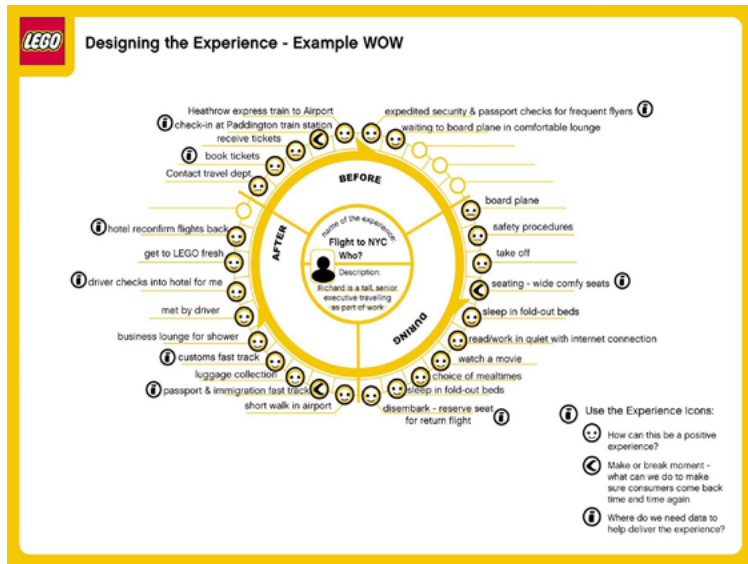 LEGO
Designing the Experience - Example WOW
Heathrow express train to Airport
check-in at Paddington train station
receive tickets
book tickets
Contact travel dept.
expedited security & passport checks for frequent flyers
waiting to board plane in comfortable lounge
BEFORE
board plane
safety procedures
take off
seating - wide comfy seats
sleep in fold-out beds
read/work in quiet with internet connection
watch a movie
choice of mealtimes
sleep in fold-out beds
disembark - reserve seat
for return flight
DURING
hotel reconfirm flights back
get to LEGO fresh
driver checks into hotel for me
met by driver
business lounge for shower
customs fast track
luggage collection
passport & immigration fast track
short walk in airport
AFTER
name of the experience:
Flight to NYC
Who?
Description:
Richard is a tall, senior
executive travelling
as part of work
Use the Experience Icons:
How can this be a positive
experience?
Make or break moment -
what can we do to make
sure consumers come back
time and time again
Where do we need data to
help deliver the experience?